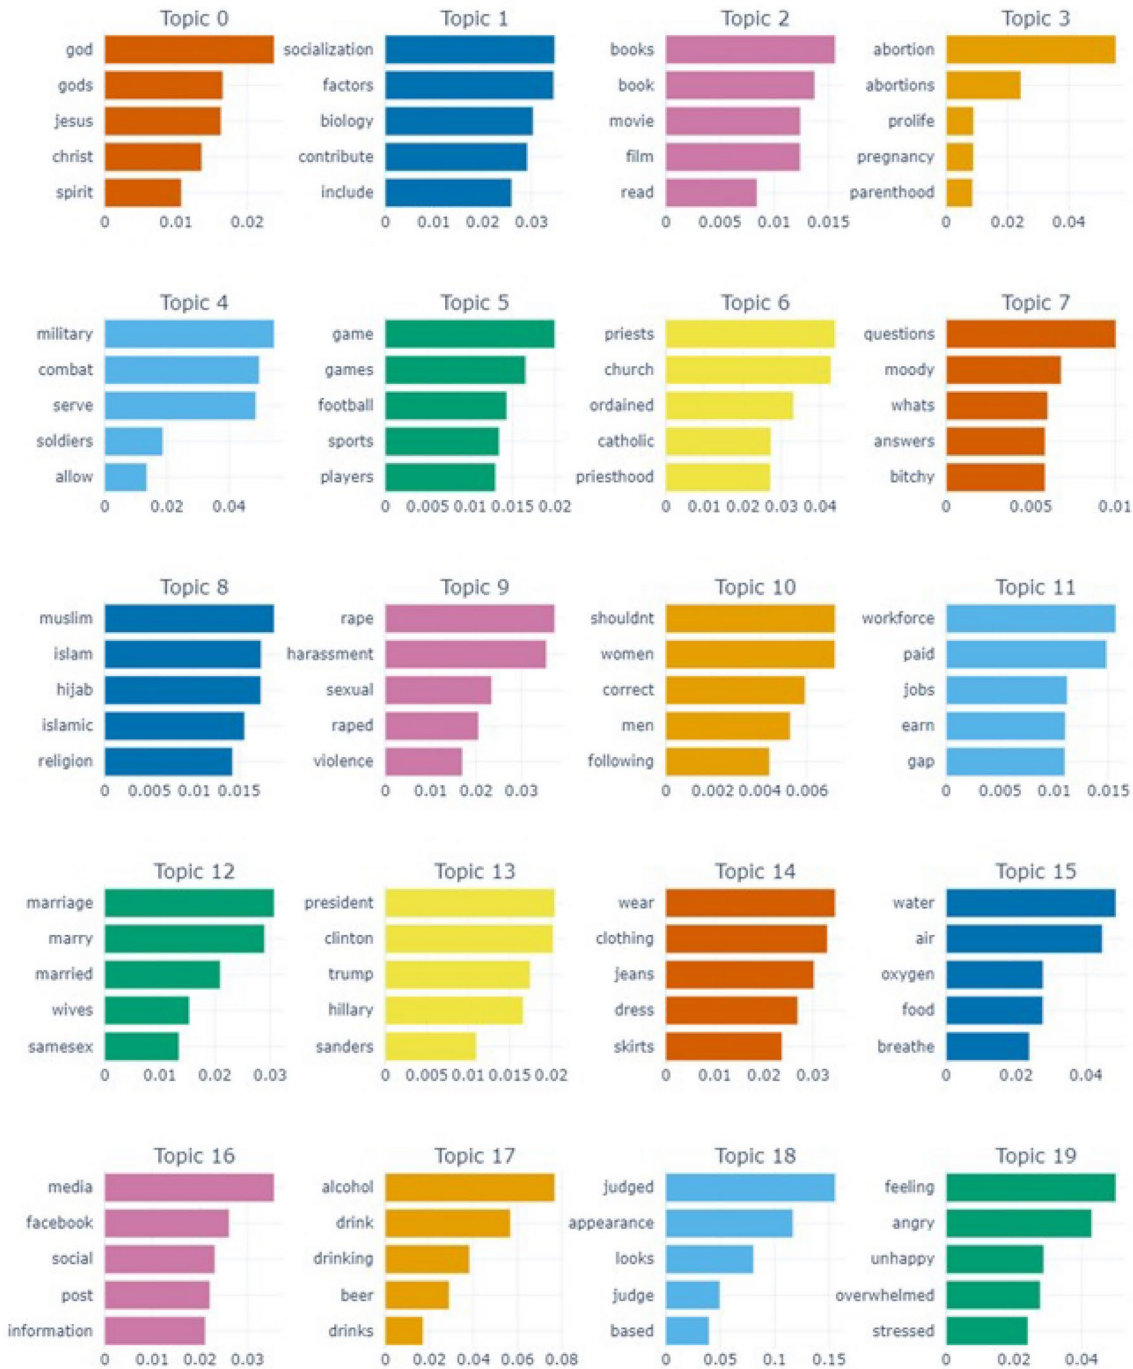 Topic 0
god
gods
jesus
christ
spirit
0 0.01 0.02
Topic 1
socialization
factors
biology
contribute
include
0 0.01 0.02 0.03
Topic 2
books
book
movie
film
read
0 0.005 0.01 0.015
Topic 3
abortion
abortions
prolife
pregnancy
parenthood
0 0.02 0.04
Topic 4
military
combat
serve
soldiers
allow
0 0.02 0.04
Topic 5
game
games
football
sports
players
0 0.005 0.01 0.015 0.02
Topic 6
priests
church
ordained
catholic
priesthood
0 0.01 0.02 0.03 0.04
Topic 7
questions
moody
whats
answers
bitchy
0 0.005 0.01
Topic 8
muslim
islam
hijab
islamic
religion
0 0.005 0.01 0.015
Topic 9
rape
harassment
sexual
raped
violence
0 0.01 0.02 0.03
Topic 10
shouldnt
women
correct
men
following
0 0.002 0.004 0.006
Topic 11
workforce
paid
jobs
earn
gap
0 0.005 0.01 0.015
Topic 12
marriage
marry
married
wives
samesex
0 0.01 0.02 0.03
Topic 13
president
clinton
trump
hillary
sanders
0 0.005 0.01 0.015 0.02
Topic 14
wear
clothing
jeans
dress
skirts
0 0.01 0.02 0.03
Topic 15
water
air
oxygen
food
breathe
0 0.02 0.04
Topic 16
media
facebook
social
post
information
0 0.01 0.02 0.03
Topic 17
alcohol
drink
drinking
beer
drinks
0 0.02 0.04 0.06 0.08
Topic 18
judged
appearance
looks
judge
based
0 0.05 0.1 0.15
Topic 19
feeling
angry
unhappy
overwhelmed
stressed
0 0.02 0.04